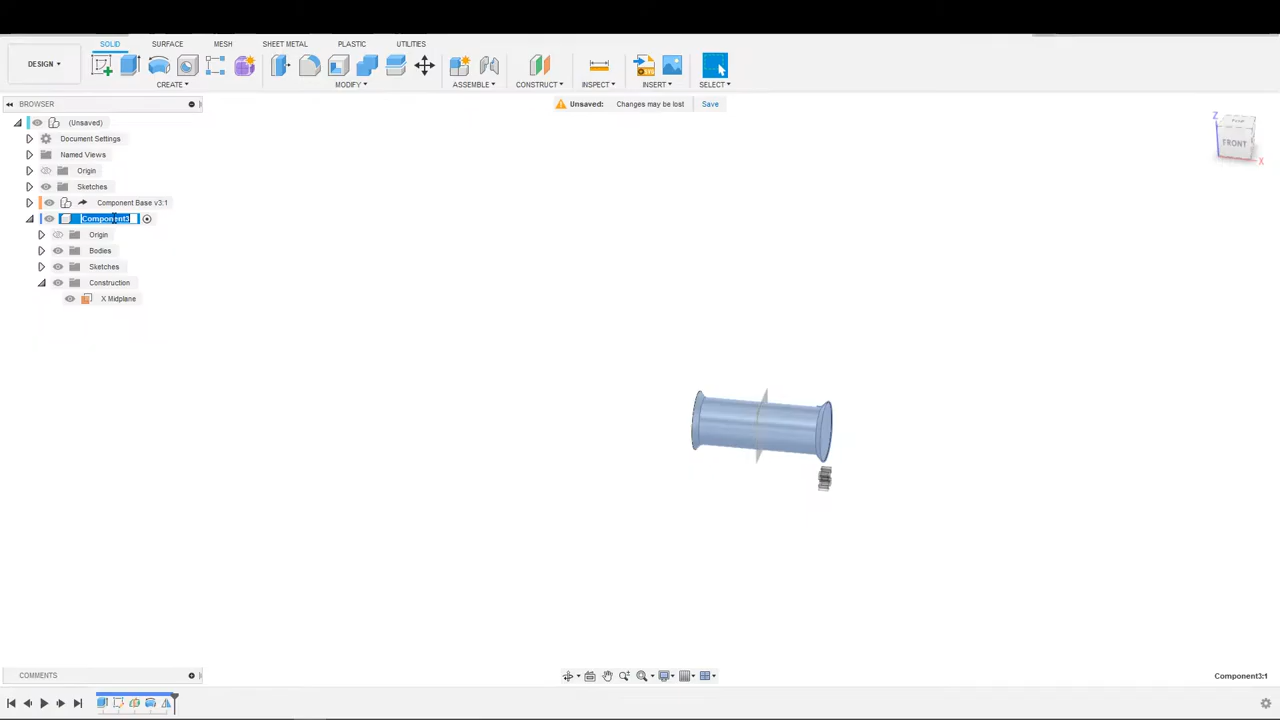 SOLID SURFACE MESH SHEET METAL PLASTIC UTILITIES
DESIGN
CREATE MODIFY ASSEMBLE CONSTRUCT INSPECT INSERT SELECT
BROWSER
Unsaved: Changes may be lost Save
(Unsaved)
Document Settings
Named Views
Origin
Sketches
Component Base v3:1
Component3
Origin
Bodies
Sketches
Construction
X Midplane
Z
FRONT
X
COMMENTS
Component3:1